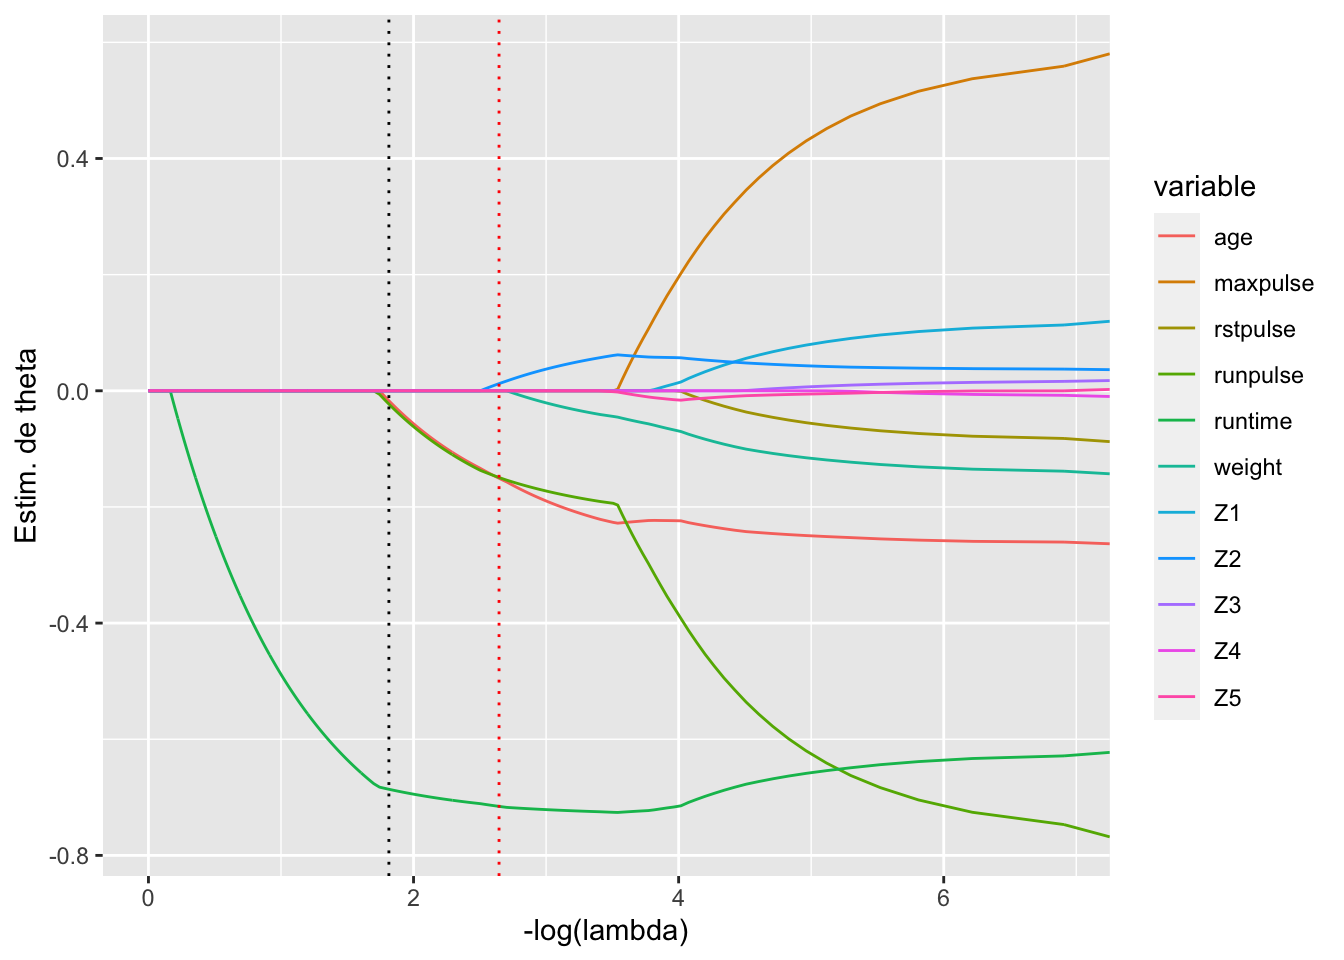 0.4
0.0
-0.4
-0.8
Estim. de theta
0
2
4
6
-log(lambda)
variable
age
maxpulse
rstpulse
runpulse
runtime
weight
Z1
Z2
Z3
Z4
Z5